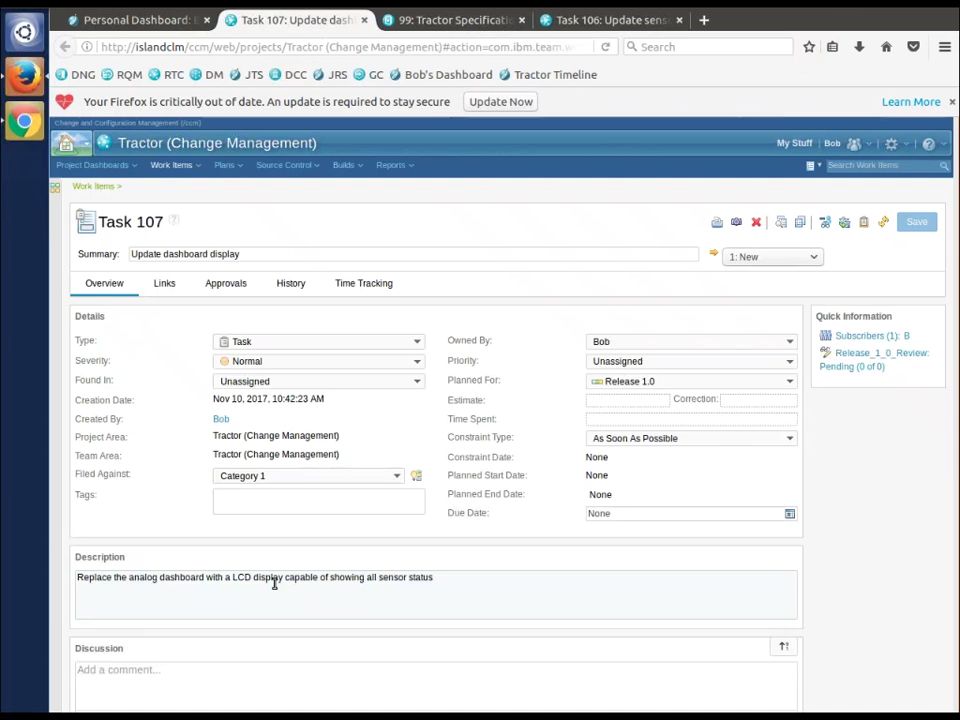 Personal Dashboard:
Task 107: Update dash
99: Tractor Specificati
Task 106: Update sens
http://islandclm/ccm/web/projects/Tractor (Change Management)#action=com.ibm.team.w
Search
DNG RQM RTC DM JTS DCC JRS GC Bob's Dashboard Tractor Timeline
Your Firefox is critically out of date. An update is required to stay secure Update Now Learn More
Change and Configuration Management (/ccm)
Tractor (Change Management) My Stuff Bob
Project Dashboards Work Items Plans Source Control Builds Reports Search Work Items
Work Items >
Task 107 Save
Summary: Update dashboard display 1: New
Overview Links Approvals History Time Tracking
Details
Type: Task
Severity: Normal
Found In: Unassigned
Creation Date: Nov 10, 2017, 10:42:23 AM
Created By: Bob
Project Area: Tractor (Change Management)
Team Area: Tractor (Change Management)
Filed Against: Category 1
Tags:
Owned By: Bob
Priority: Unassigned
Planned For: Release 1.0
Estimate: Correction:
Time Spent:
Constraint Type: As Soon As Possible
Constraint Date: None
Planned Start Date: None
Planned End Date: None
Due Date: None
Quick Information
Subscribers (1): B
Release_1_0_Review:
Pending (0 of 0)
Description
Replace the analog dashboard with a LCD display capable of showing all sensor status
Discussion
Add a comment...